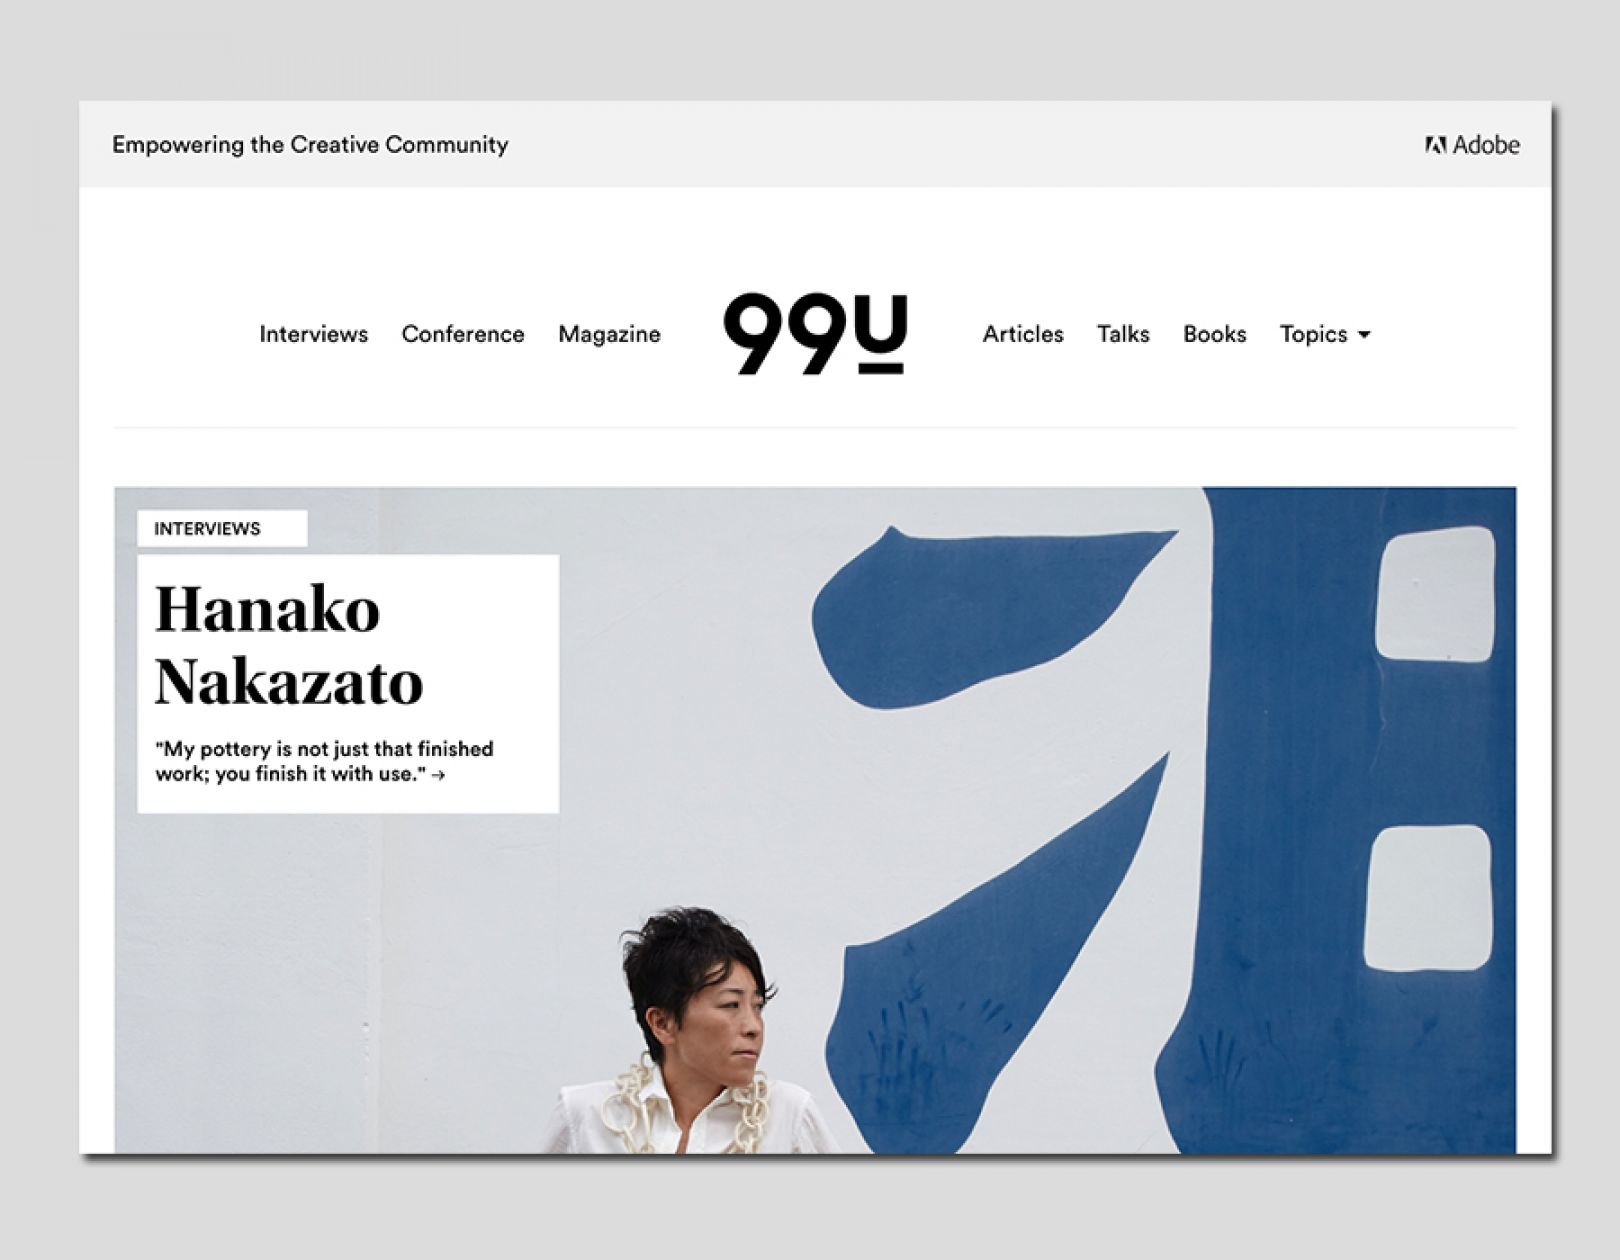 Empowering the Creative Community
Adobe
Interviews Conference Magazine 99u Articles Talks Books Topics
INTERVIEWS
Hanako
Nakazato
"My pottery is not just that finished
work; you finish it with use." →